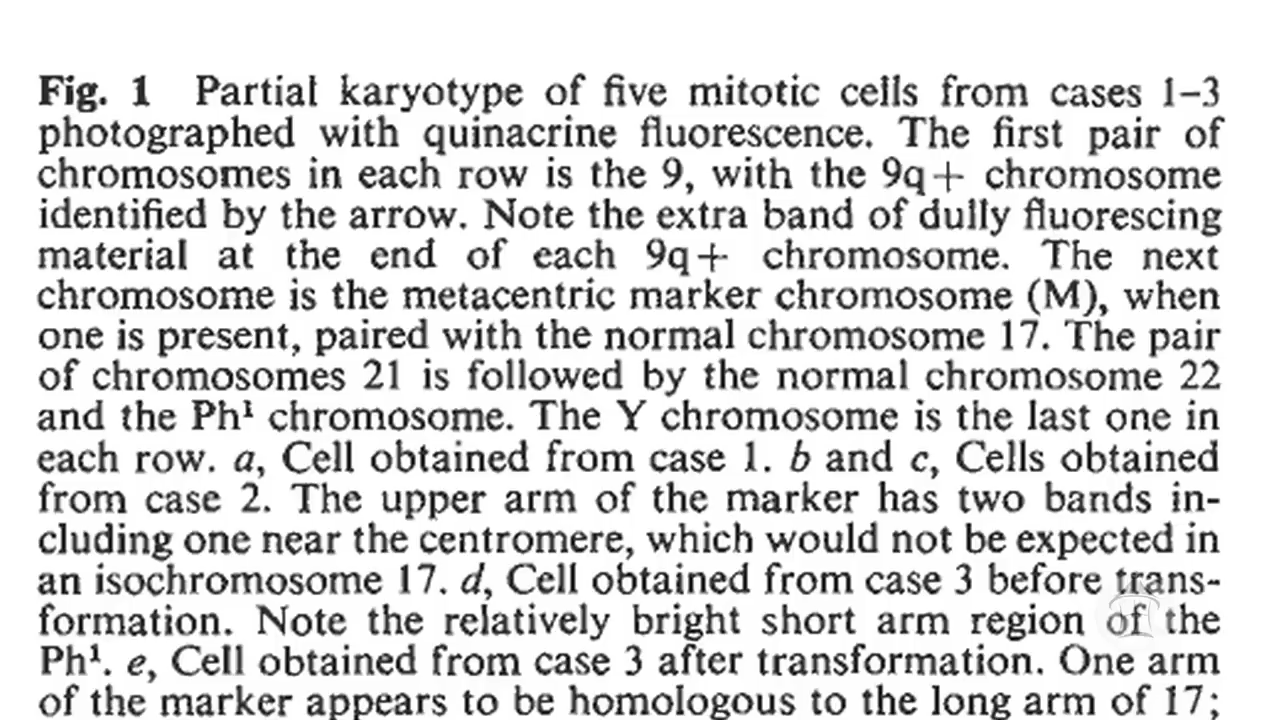 Fig. 1 Partial karyotype of five mitotic cells from cases 1–3
photographed with quinacrine fluorescence. The first pair of
chromosomes in each row is the 9, with the 9q+ chromosome
identified by the arrow. Note the extra band of dully fluorescing
material at the end of each 9q+ chromosome. The next
chromosome is the metacentric marker chromosome (M), when
one is present, paired with the normal chromosome 17. The pair
of chromosomes 21 is followed by the normal chromosome 22
and the Ph¹ chromosome. The Y chromosome is the last one in
each row. a, Cell obtained from case 1. b and c, Cells obtained
from case 2. The upper arm of the marker has two bands in-
cluding one near the centromere, which would not be expected in
an isochromosome 17. d, Cell obtained from case 3 before trans-
formation. Note the relatively bright short arm region of the
Ph¹. e, Cell obtained from case 3 after transformation. One arm
of the marker appears to be homologous to the long arm of 17;